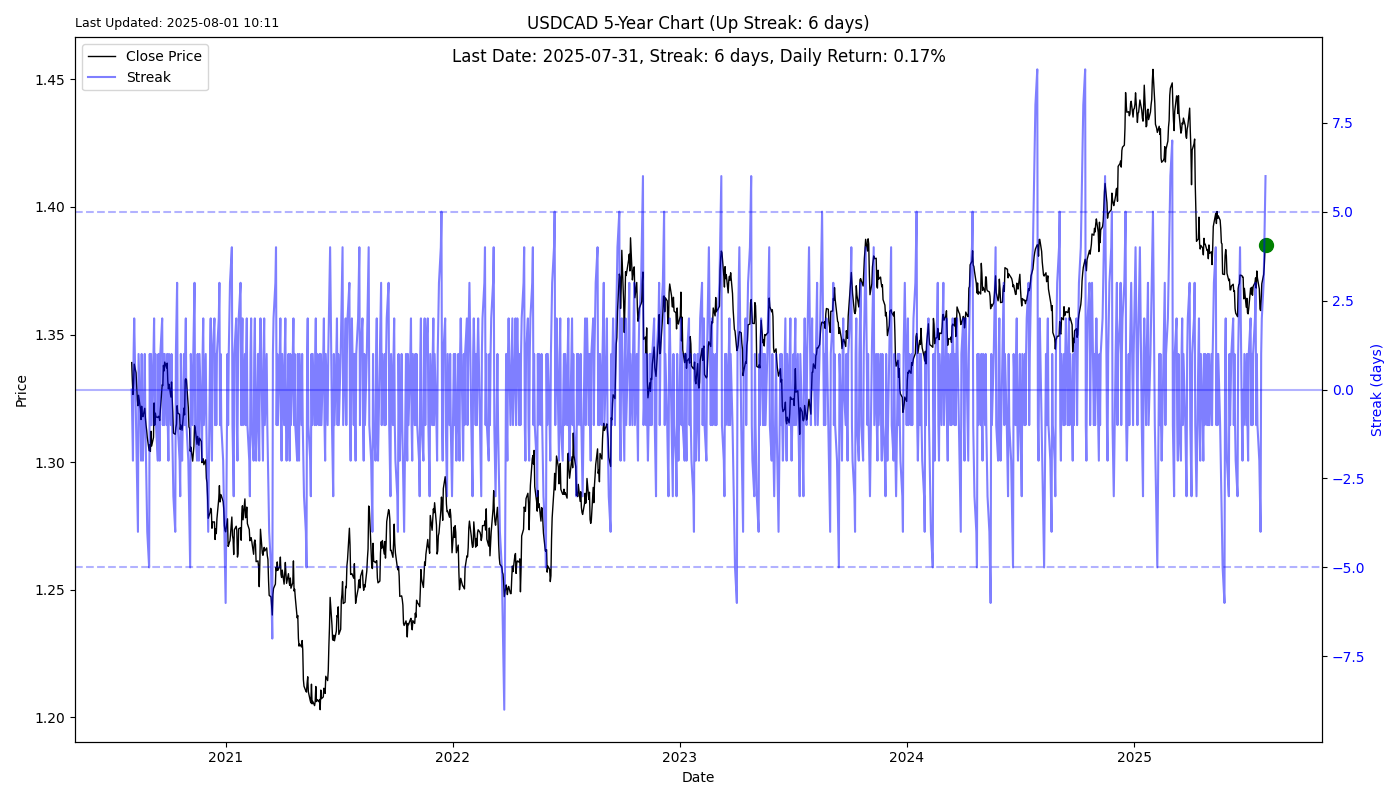 Last Updated: 2025-08-01 10:11
USDCAD 5-Year Chart (Up Streak: 6 days)
Last Date: 2025-07-31, Streak: 6 days, Daily Return: 0.17%
Close Price
Streak
1.45
1.40
1.35
1.30
1.25
1.20
Price
7.5
5.0
2.5
0.0
−2.5
−5.0
−7.5
Streak (days)
2021
2022
2023
2024
2025
Date